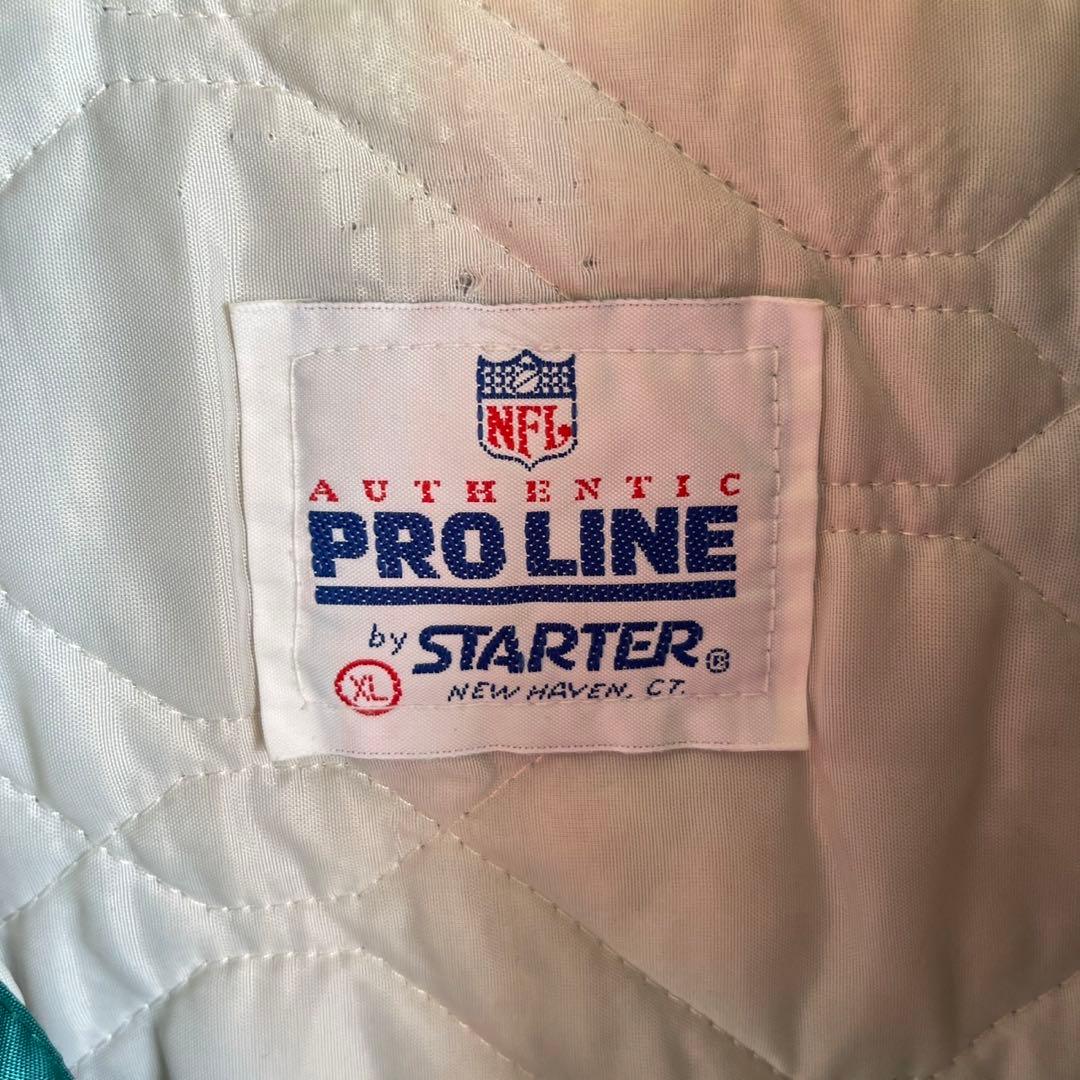 NFL
AUTHENTIC
PRO LINE
by STARTER®
XL
NEW HAVEN, CT.